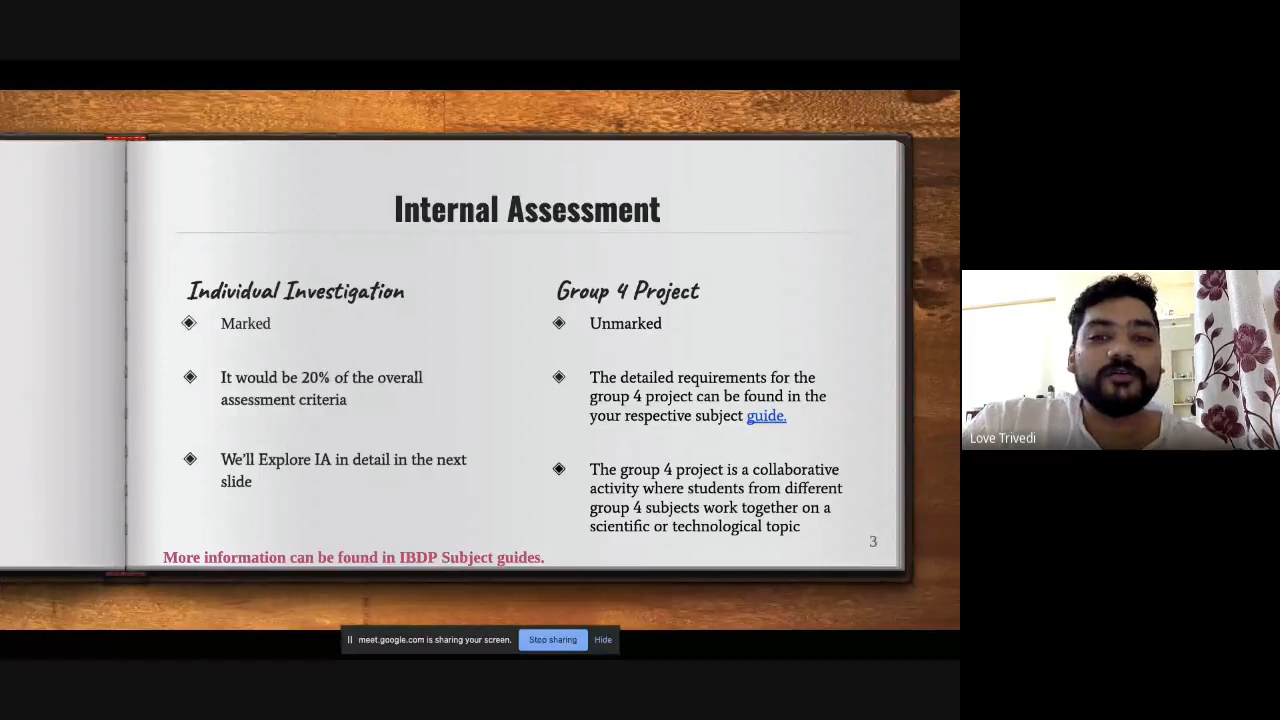 Internal Assessment
Individual Investigation
Marked
It would be 20% of the overall
assessment criteria
We'll Explore IA in detail in the next
slide
Group 4 Project
Unmarked
The detailed requirements for the
group 4 project can be found in the
your respective subject guide.
The group 4 project is a collaborative
activity where students from different
group 4 subjects work together on a
scientific or technological topic
3
More information can be found in IBDP Subject guides.
meet.google.com is sharing your screen.
Stop sharing
Hide
Love Trivedi